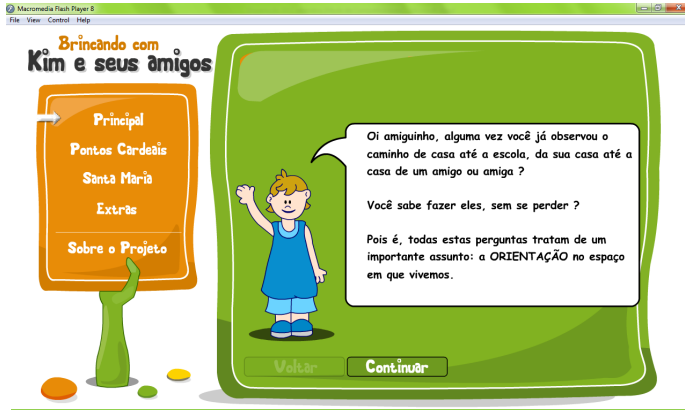 Macromedia Flash Player 8
File View Control Help
Brincando com
Kim e seus amigos
Principal
Pontos Cardeais
Santa Maria
Extras
Sobre o Projeto
Oi amiguinho, alguma vez você já observou o
caminho de casa até a escola, da sua casa até a
casa de um amigo ou amiga ?
Você sabe fazer eles, sem se perder ?
Pois é, todas estas perguntas tratam de um
importante assunto: a ORIENTAÇÃO no espaço
em que vivemos.
Voltar
Continuar